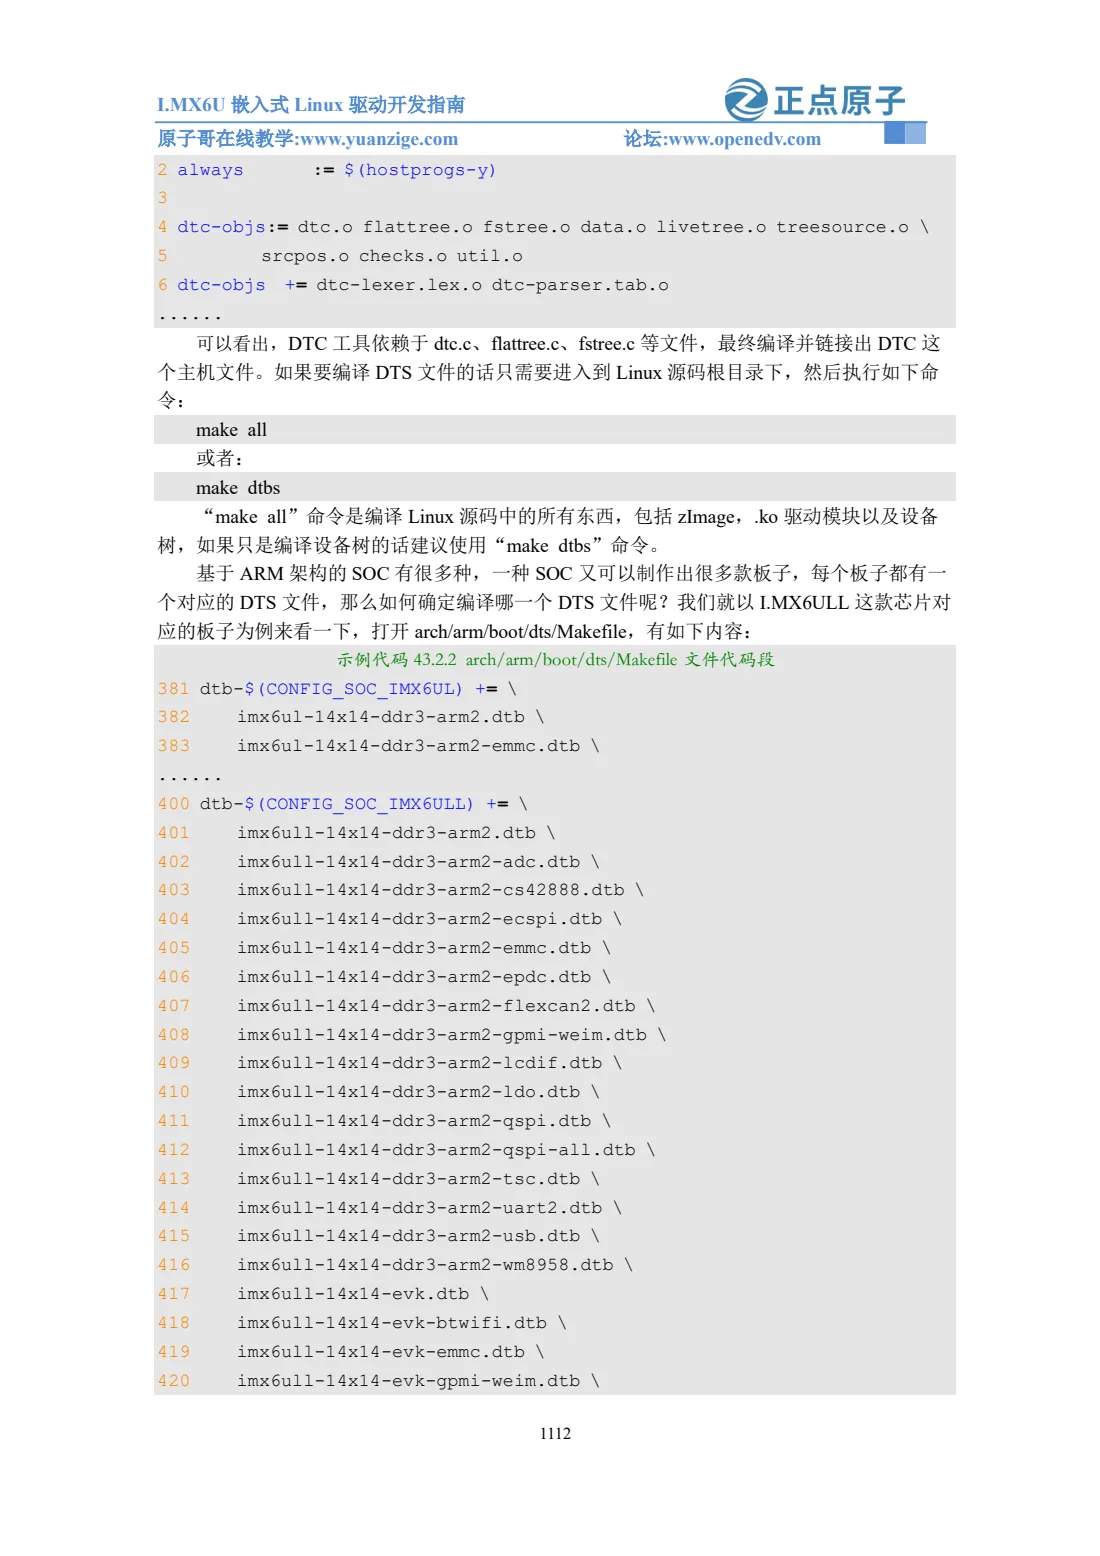 I.MX6U 嵌入式 Linux 驱动开发指南
正点原子
原子哥在线教学:www.yuanzige.com 论坛:www.openedv.com
2 always := $(hostprogs-y)
3
4 dtc-objs:= dtc.o flattree.o fstree.o data.o livetree.o treesource.o \
5 srcpos.o checks.o util.o
6 dtc-objs += dtc-lexer.lex.o dtc-parser.tab.o
......
可以看出，DTC 工具依赖于 dtc.c、flattree.c、fstree.c 等文件，最终编译并链接出 DTC 这
个主机文件。如果要编译 DTS 文件的话只需要进入到 Linux 源码根目录下，然后执行如下命
令：
make all
或者：
make dtbs
“make all”命令是编译 Linux 源码中的所有东西，包括 zImage，.ko 驱动模块以及设备
树，如果只是编译设备树的话建议使用“make dtbs”命令。
基于 ARM 架构的 SOC 有很多种，一种 SOC 又可以制作出很多款板子，每个板子都有一
个对应的 DTS 文件，那么如何确定编译哪一个 DTS 文件呢？我们就以 I.MX6ULL 这款芯片对
应的板子为例来看一下，打开 arch/arm/boot/dts/Makefile，有如下内容：
示例代码 43.2.2 arch/arm/boot/dts/Makefile 文件代码段
381 dtb-$(CONFIG_SOC_IMX6UL) += \
382 imx6ul-14x14-ddr3-arm2.dtb \
383 imx6ul-14x14-ddr3-arm2-emmc.dtb \
......
400 dtb-$(CONFIG_SOC_IMX6ULL) += \
401 imx6ull-14x14-ddr3-arm2.dtb \
402 imx6ull-14x14-ddr3-arm2-adc.dtb \
403 imx6ull-14x14-ddr3-arm2-cs42888.dtb \
404 imx6ull-14x14-ddr3-arm2-ecspi.dtb \
405 imx6ull-14x14-ddr3-arm2-emmc.dtb \
406 imx6ull-14x14-ddr3-arm2-epdc.dtb \
407 imx6ull-14x14-ddr3-arm2-flexcan2.dtb \
408 imx6ull-14x14-ddr3-arm2-gpmi-weim.dtb \
409 imx6ull-14x14-ddr3-arm2-lcdif.dtb \
410 imx6ull-14x14-ddr3-arm2-ldo.dtb \
411 imx6ull-14x14-ddr3-arm2-qspi.dtb \
412 imx6ull-14x14-ddr3-arm2-qspi-all.dtb \
413 imx6ull-14x14-ddr3-arm2-tsc.dtb \
414 imx6ull-14x14-ddr3-arm2-uart2.dtb \
415 imx6ull-14x14-ddr3-arm2-usb.dtb \
416 imx6ull-14x14-ddr3-arm2-wm8958.dtb \
417 imx6ull-14x14-evk.dtb \
418 imx6ull-14x14-evk-btwifi.dtb \
419 imx6ull-14x14-evk-emmc.dtb \
420 imx6ull-14x14-evk-gpmi-weim.dtb \
1112